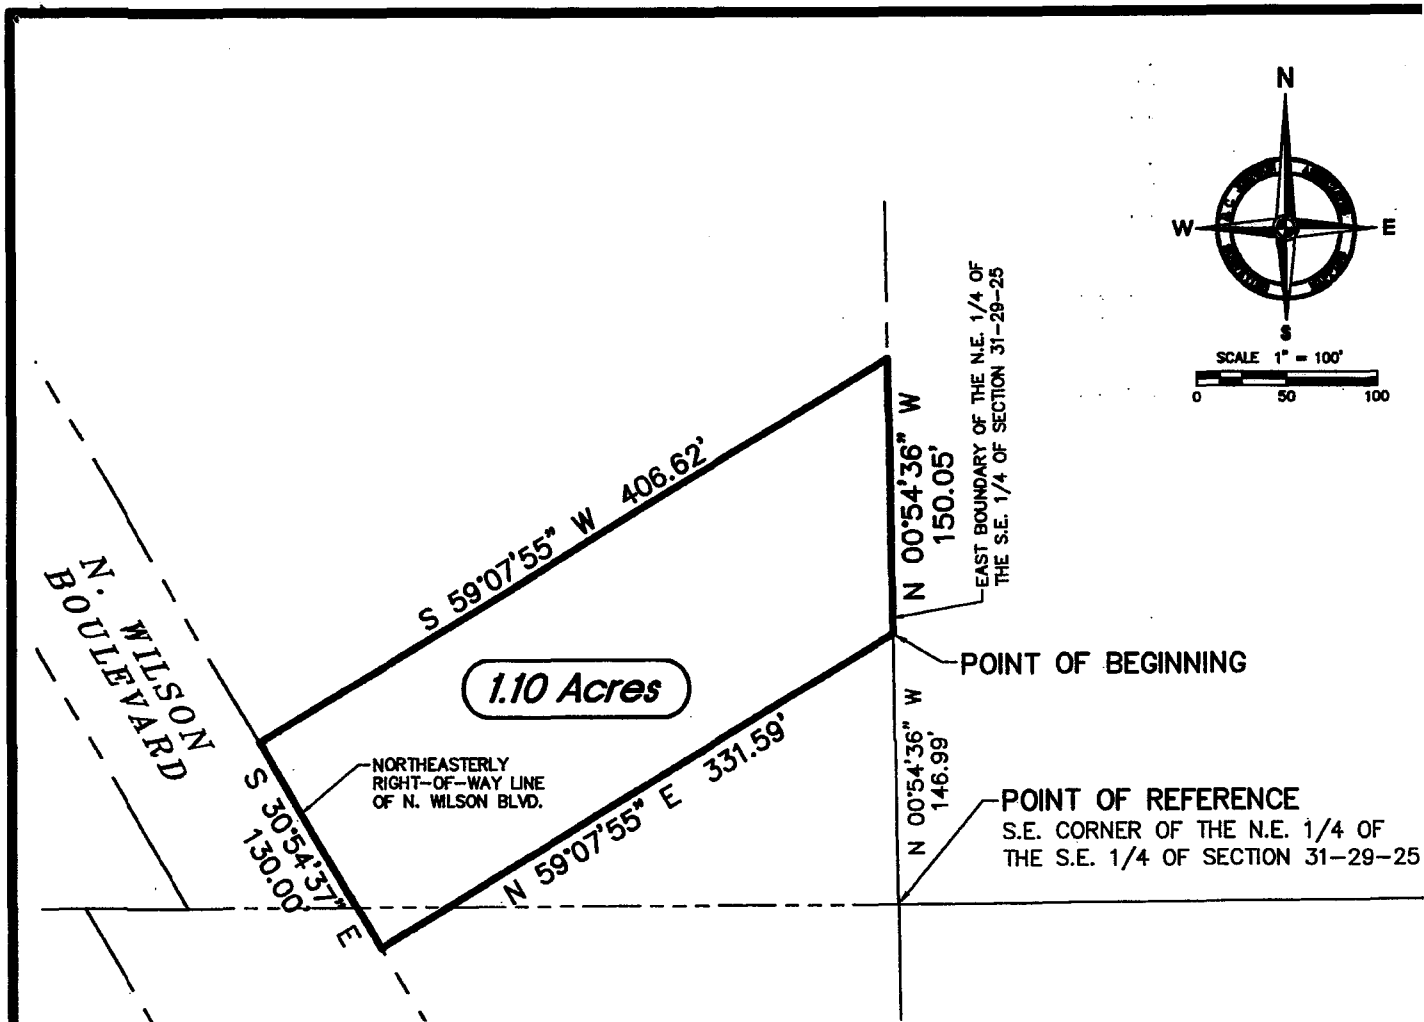 N
W
E
S
SCALE 1" = 100'
0 50 100
EAST BOUNDARY OF THE N.E. 1/4 OF
THE S.E. 1/4 OF SECTION 31-29-25
N 00°54'36" W
150.05'
S 59°07'55" W 406.62'
N. WILSON
BOULEVARD
1.10 Acres
POINT OF BEGINNING
NORTHEASTERLY
RIGHT-OF-WAY LINE
OF N. WILSON BLVD.
S 30°54'37" E
130.00'
N 59°07'55" E 331.59'
N 00°54'36" W
146.99'
POINT OF REFERENCE
S.E. CORNER OF THE N.E. 1/4 OF
THE S.E. 1/4 OF SECTION 31-29-25